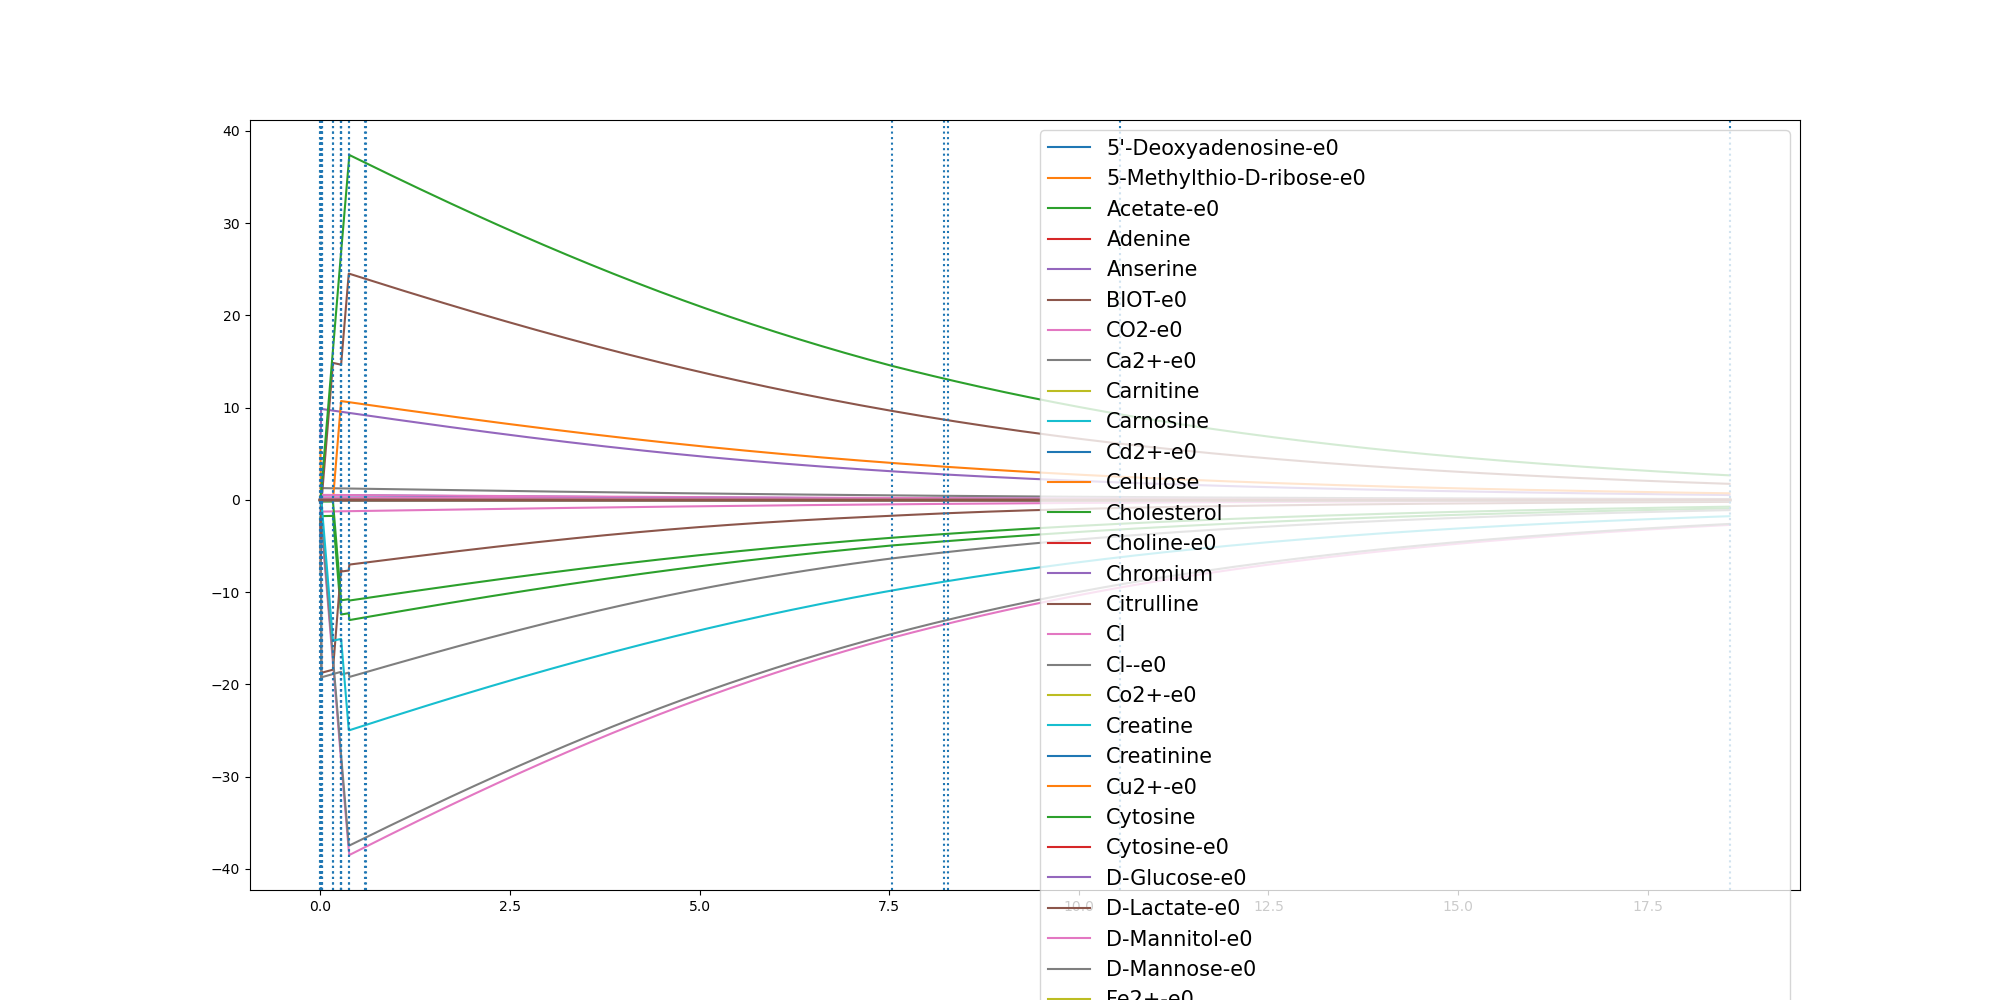 40
30
20
10
0
−10
−20
−30
−40
0.0 2.5 5.0 7.5 10.0 12.5 15.0 17.5
5'-Deoxyadenosine-e0
5-Methylthio-D-ribose-e0
Acetate-e0
Adenine
Anserine
BIOT-e0
CO2-e0
Ca2+-e0
Carnitine
Carnosine
Cd2+-e0
Cellulose
Cholesterol
Choline-e0
Chromium
Citrulline
Cl
Cl--e0
Co2+-e0
Creatine
Creatinine
Cu2+-e0
Cytosine
Cytosine-e0
D-Glucose-e0
D-Lactate-e0
D-Mannitol-e0
D-Mannose-e0
Fe2+-e0